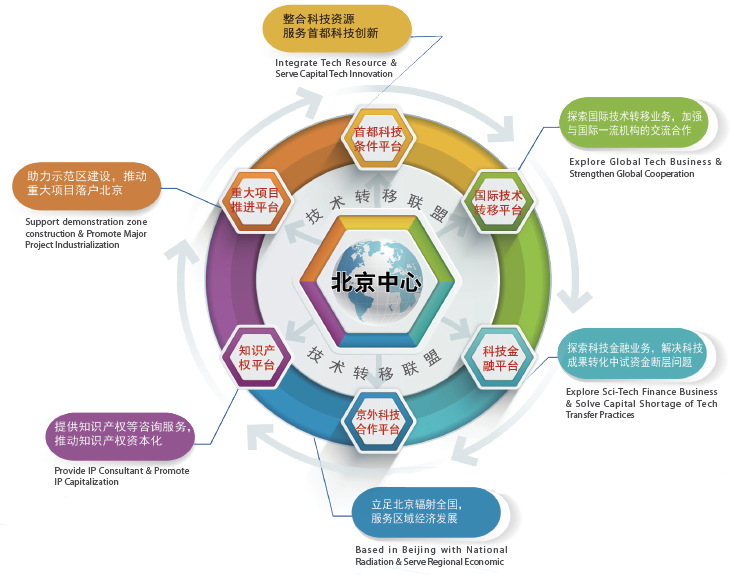 整合科技资源
服务首都科技创新
Integrate Tech Resource &
Serve Capital Tech Innovation
探索国际技术转移业务，加强
与国际一流机构的交流合作
Explore Global Tech Business &
Strengthen Global Cooperation
助力示范区建设，推动
重大项目落户北京
Support demonstration zone
construction & Promote Major
Project Industrialization
首都科技
条件平台
重大项目
推进平台
国际技术
转移平台
技术转移联盟
北京中心
技术转移联盟
知识产
权平台
科技金
融平台
京外科技
合作平台
探索科技金融业务，解决科技
成果转化中试资金断层问题
Explore Sci-Tech Finance Business
& Solve Capital Shortage of Tech
Transfer Practices
提供知识产权等咨询服务，
推动知识产权资本化
Provide IP Consultant & Promote
IP Capitalization
立足北京辐射全国，
服务区域经济发展
Based in Beijing with National
Radiation & Serve Regional Economic